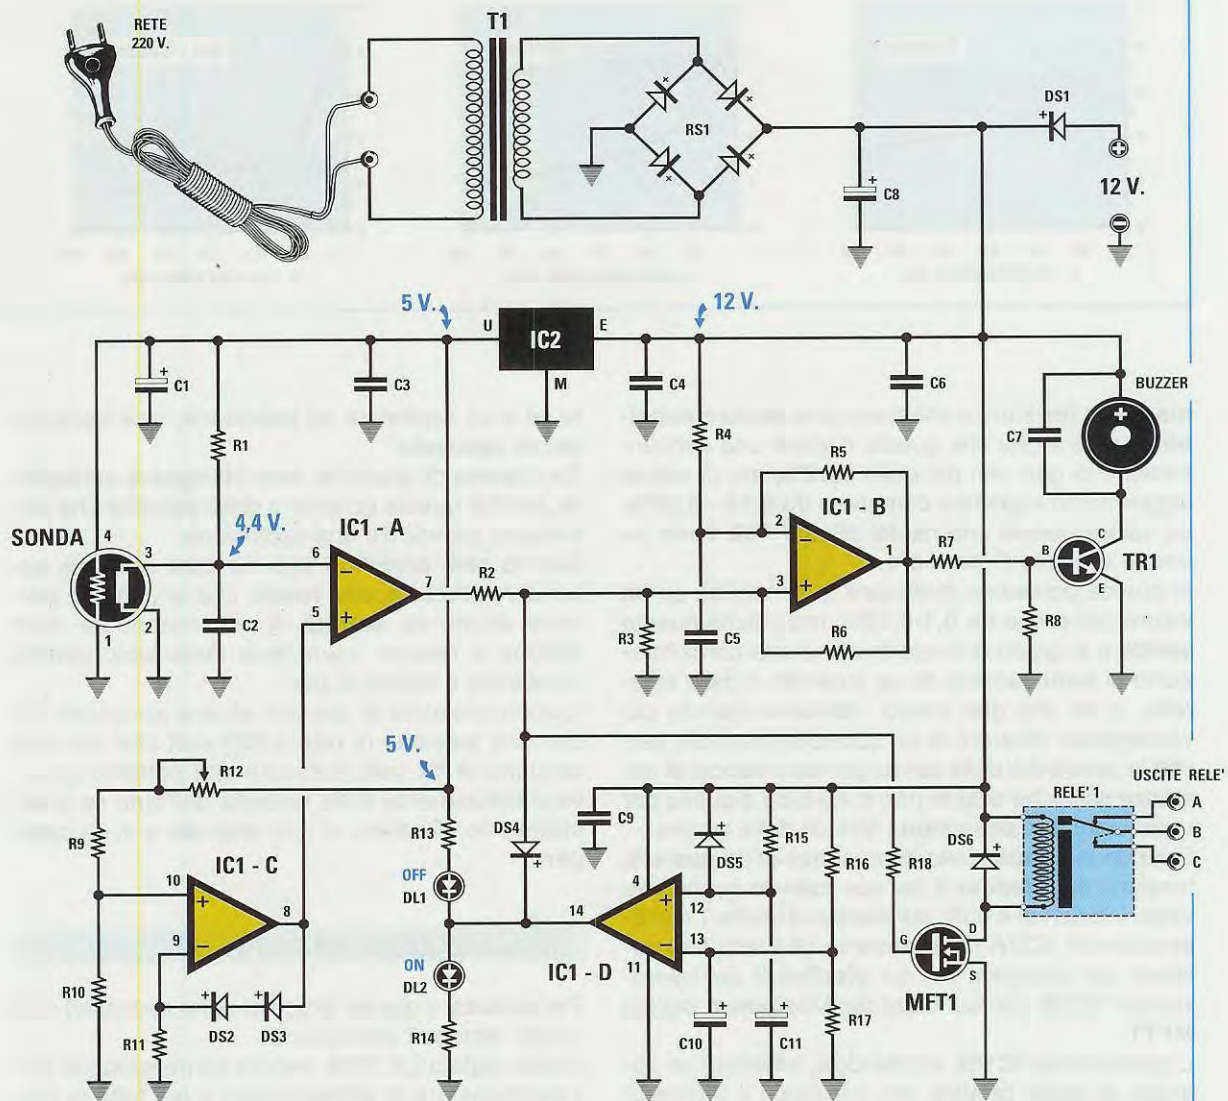 RETE
220 V.
T1
RS1
C8
DS1
12 V.
5 V.
U
IC2
E
M
12 V.
C1
C3
C4
C6
R1
R4
C7
BUZZER
SONDA
4
3
2
1
4,4 V.
C2
IC1 - A
6
5
7
R2
R3
C5
R5
IC1 - B
2
3
1
R6
R7
R8
B
C
E
TR1
5 V.
R12
R9
R10
IC1 - C
10
9
8
R11
DS2
DS3
R13
OFF
DL1
ON
DL2
R14
DS4
C9
DS5
R15
R16
R18
4
12
13
14
11
IC1 - D
C10
C11
R17
G
D
S
MFT1
DS6
RELE' 1
USCITE RELE'
A
B
C